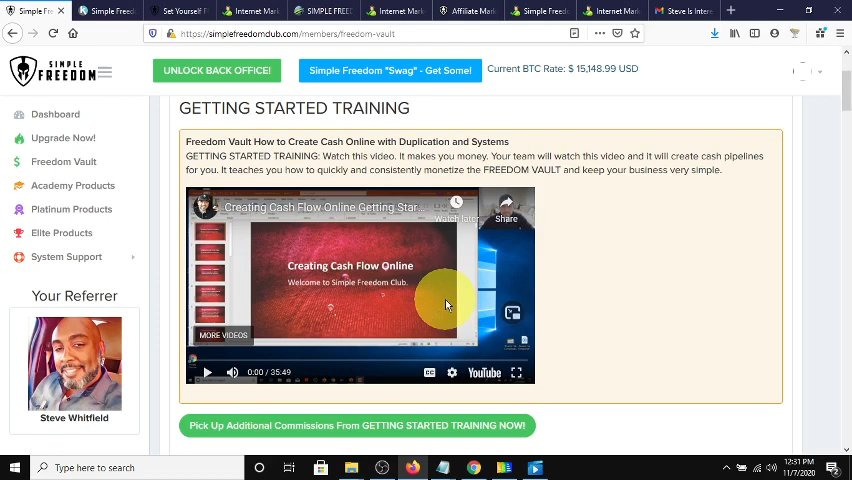 Simple Fr
Simple Freed
Set Yourself F
Internet Mark
SIMPLE FREE
Internet Mark
Affiliate Mark
Simple Freed
Internet Mark
Steve Is Intere
https://simplefreedomclub.com/members/freedom-vault
SIMPLE
FREEDOM
UNLOCK BACK OFFICE!
Simple Freedom "Swag" - Get Some!
Current BTC Rate: $ 15,148.99 USD
Dashboard
Upgrade Now!
Freedom Vault
Academy Products
Platinum Products
Elite Products
System Support
Your Referrer
Steve Whitfield
GETTING STARTED TRAINING
Freedom Vault How to Create Cash Online with Duplication and Systems
GETTING STARTED TRAINING: Watch this video. It makes you money. Your team will watch this video and it will create cash pipelines
for you. It teaches you how to quickly and consistently monetize the FREEDOM VAULT and keep your business very simple.
Creating Cash Flow Online Getting Star...
Watch later
Share
Creating Cash Flow Online
Welcome to Simple Freedom Club.
MORE VIDEOS
0:00 / 35:49
CC
YouTube
Pick Up Additional Commissions From GETTING STARTED TRAINING NOW!
Type here to search
12:31 PM
11/7/2020
2